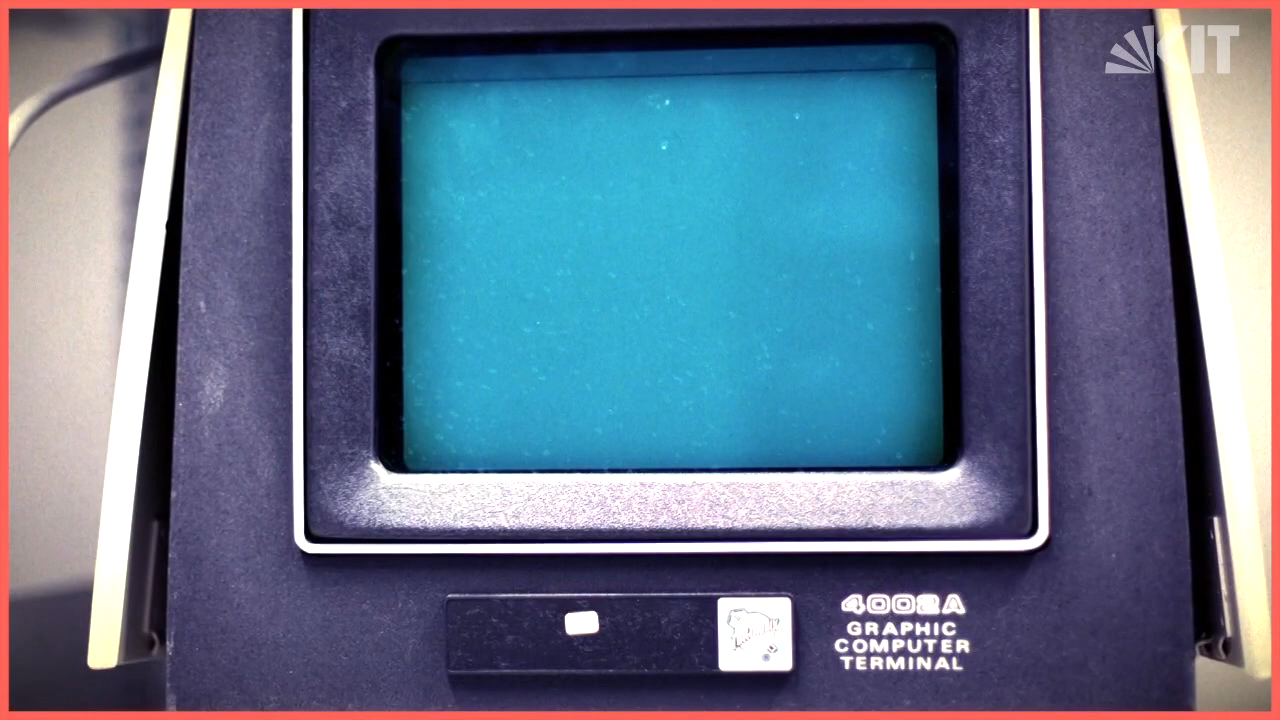 KIT
4002A
GRAPHIC
COMPUTER
TERMINAL